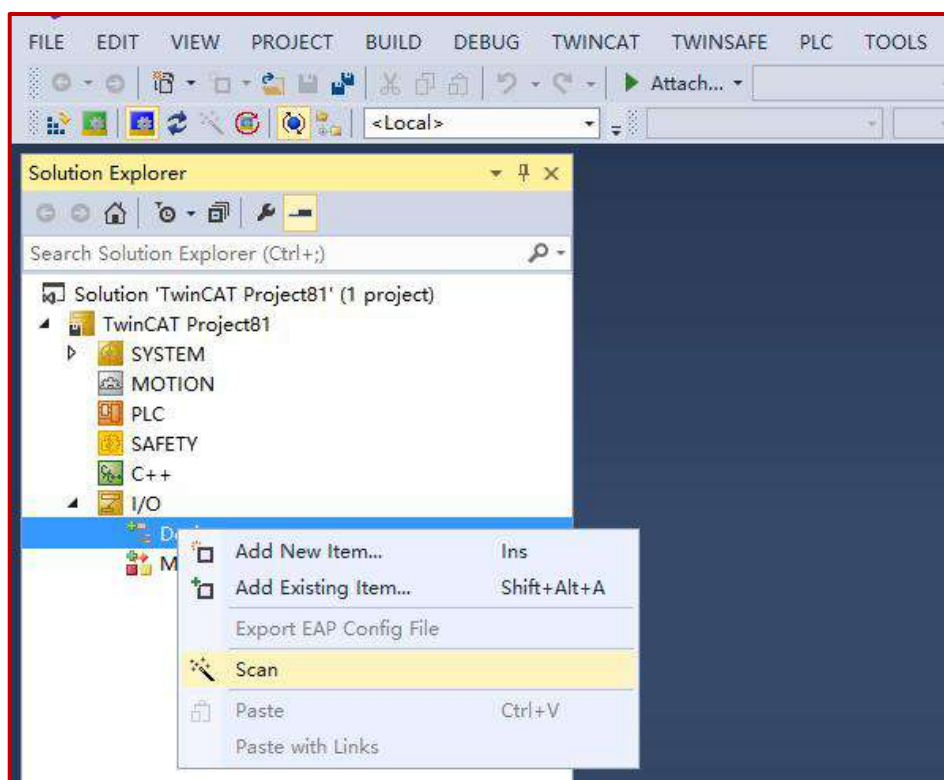 FILE EDIT VIEW PROJECT BUILD DEBUG TWINCAT TWINSAFE PLC TOOLS
Attach...
<Local>
Solution Explorer
Search Solution Explorer (Ctrl+;)
Solution 'TwinCAT Project81' (1 project)
TwinCAT Project81
SYSTEM
MOTION
PLC
SAFETY
C++
I/O
Add New Item... Ins
Add Existing Item... Shift+Alt+A
Export EAP Config File
Scan
Paste Ctrl+V
Paste with Links